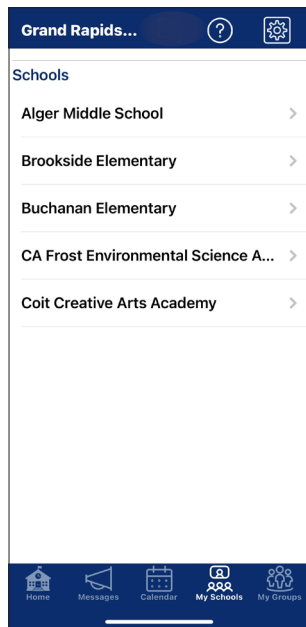 Grand Rapids... ?
Schools
Alger Middle School
Brookside Elementary
Buchanan Elementary
CA Frost Environmental Science A...
Coit Creative Arts Academy
Home Messages Calendar My Schools My Groups